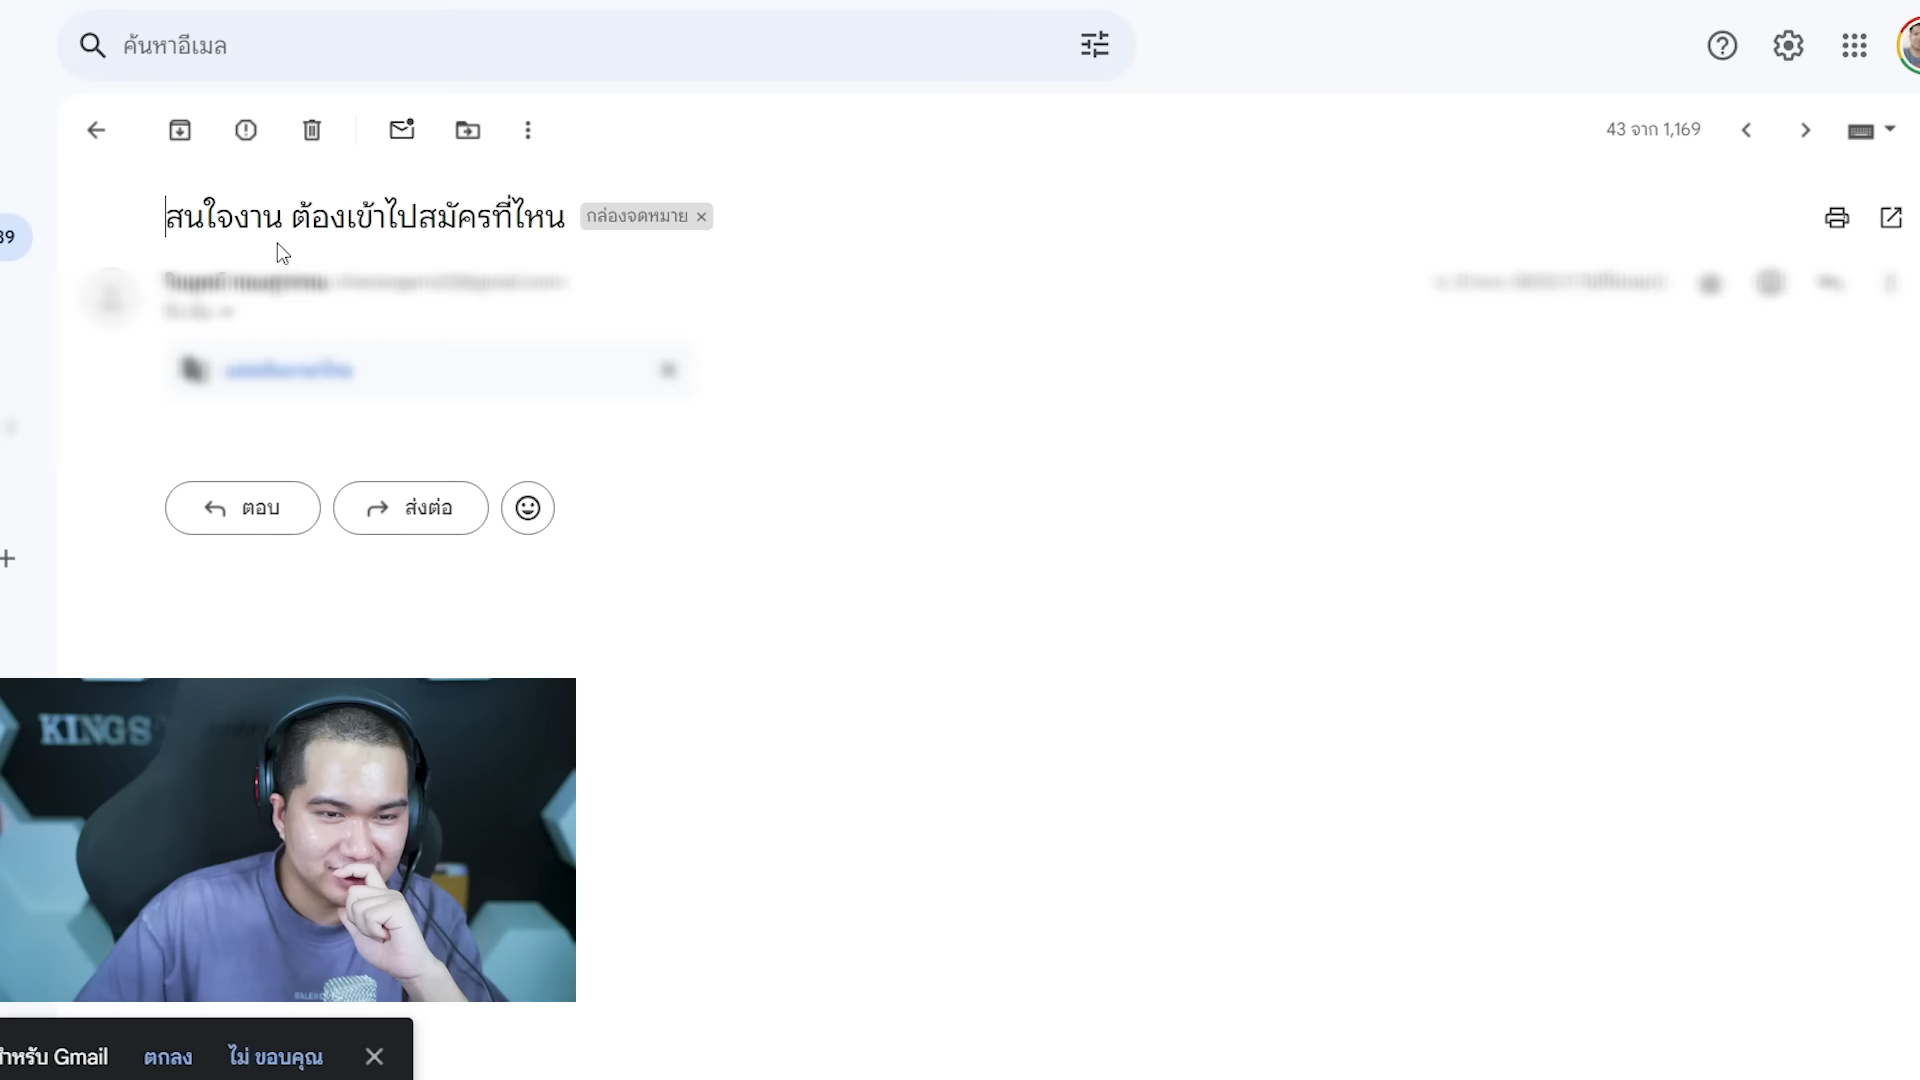 ค้นหาอีเมล
43 จาก 1,169
สนใจงาน ต้องเข้าไปสมัครที่ไหน
กล่องจดหมาย ×
39
ตอบ
ส่งต่อ
KINGS
ำหรับ Gmail
ตกลง
ไม่ ขอบคุณ